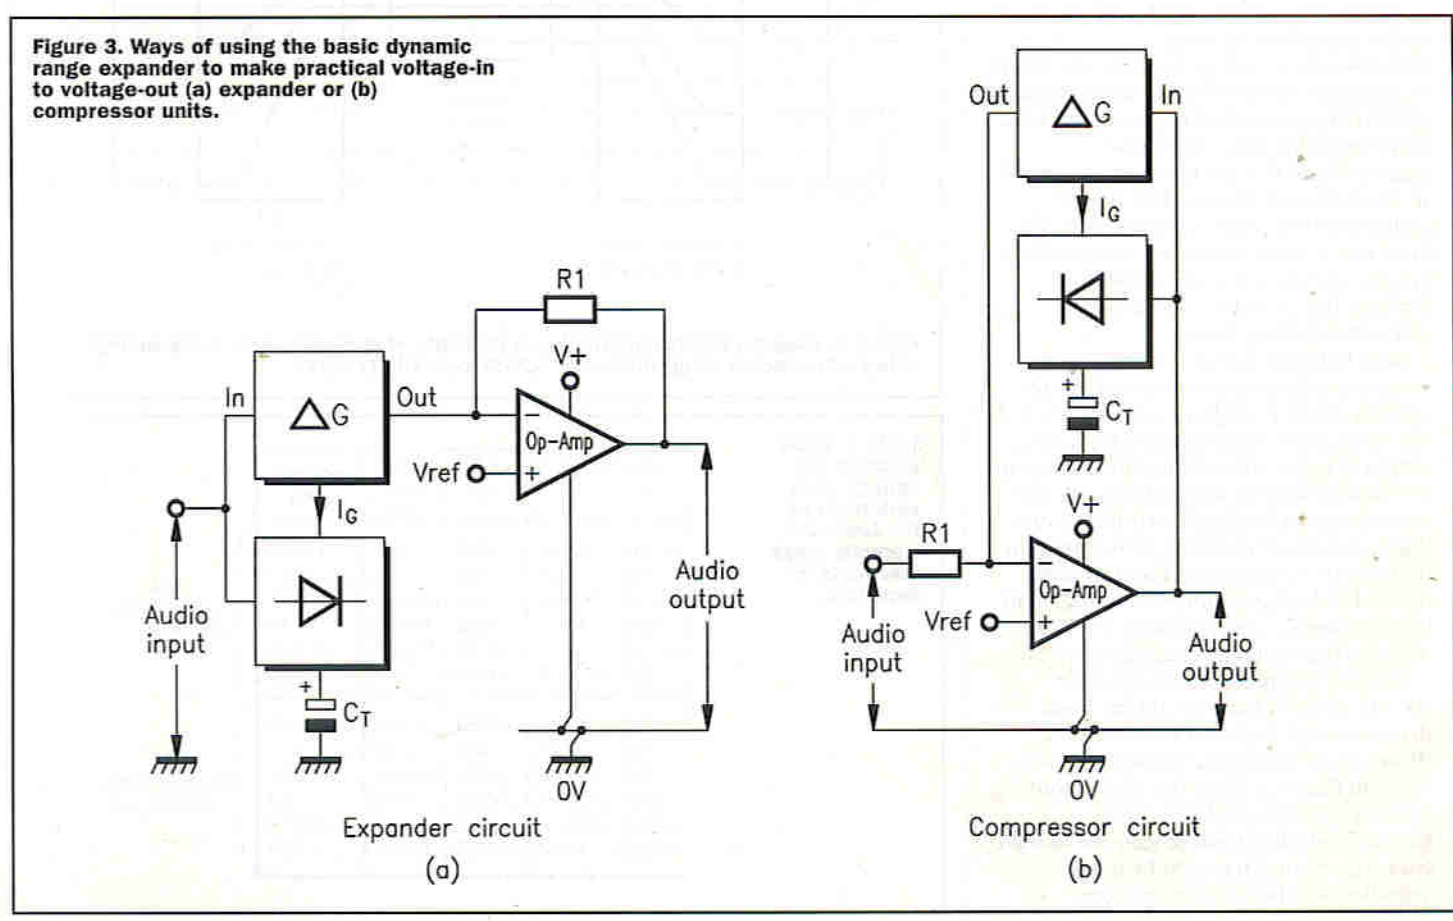 Figure 3. Ways of using the basic dynamic
range expander to make practical voltage-in
to voltage-out (a) expander or (b)
compressor units.
In
△G
Out
IG
CT
Audio
input
R1
V+
Op-Amp
−
+
Vref
Audio
output
0V
Expander circuit
(a)
Out
△G
In
IG
+
CT
V+
R1
−
Op-Amp
+
Vref
Audio
input
Audio
output
0V
Compressor circuit
(b)
+